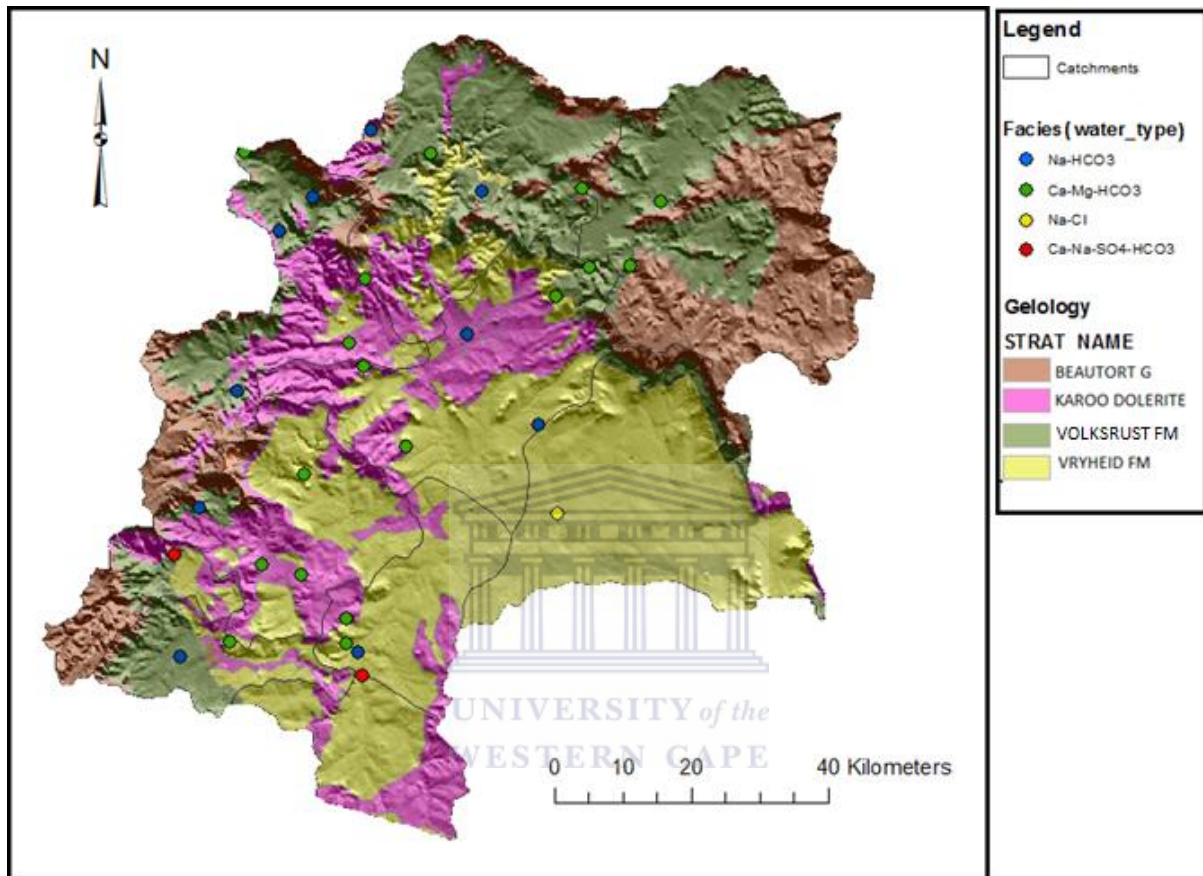 N
UNIVERSITY of the
WESTERN CAPE
0 10 20 40 Kilometers
Legend
Catchments
Facies (water_type)
Na-HCO3
Ca-Mg-HCO3
Na-Cl
Ca-Na-SO4-HCO3
Gelology
STRAT NAME
BEAUTORT G
KAROO DOLERITE
VOLKSRUST FM
VRYHEID FM